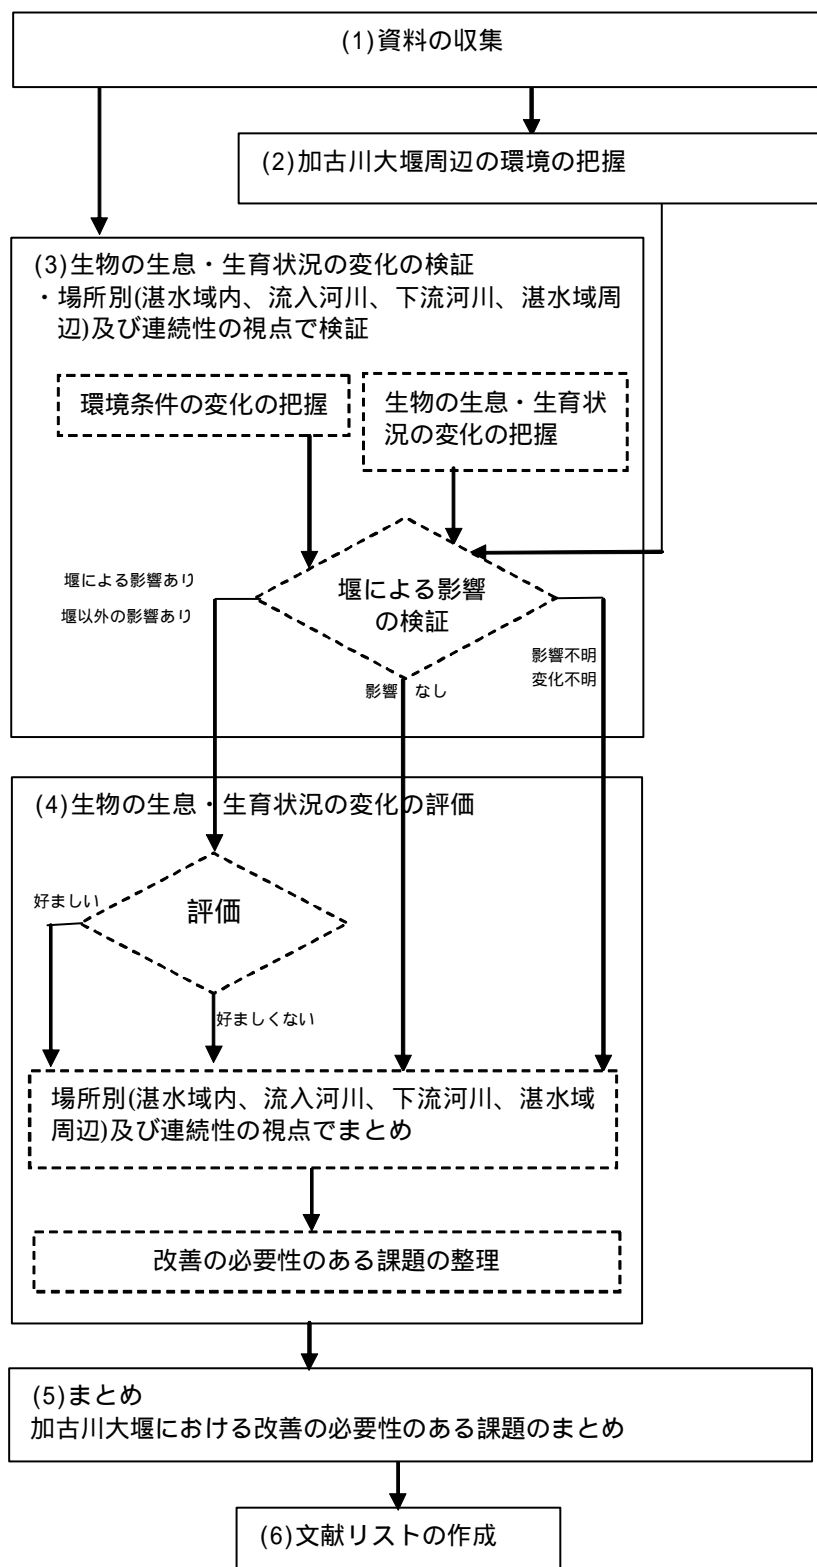 (1)資料の収集
(2)加古川大堰周辺の環境の把握
(3)生物の生息・生育状況の変化の検証
・場所別(湛水域内、流入河川、下流河川、湛水域周
辺)及び連続性の視点で検証
環境条件の変化の把握
生物の生息・生育状
況の変化の把握
堰による影響
の検証
堰による影響あり
堰以外の影響あり
影響 なし
影響不明
変化不明
(4)生物の生息・生育状況の変化の評価
評価
好ましい
好ましくない
場所別(湛水域内、流入河川、下流河川、湛水域
周辺)及び連続性の視点でまとめ
改善の必要性のある課題の整理
(5)まとめ
加古川大堰における改善の必要性のある課題のまとめ
(6)文献リストの作成